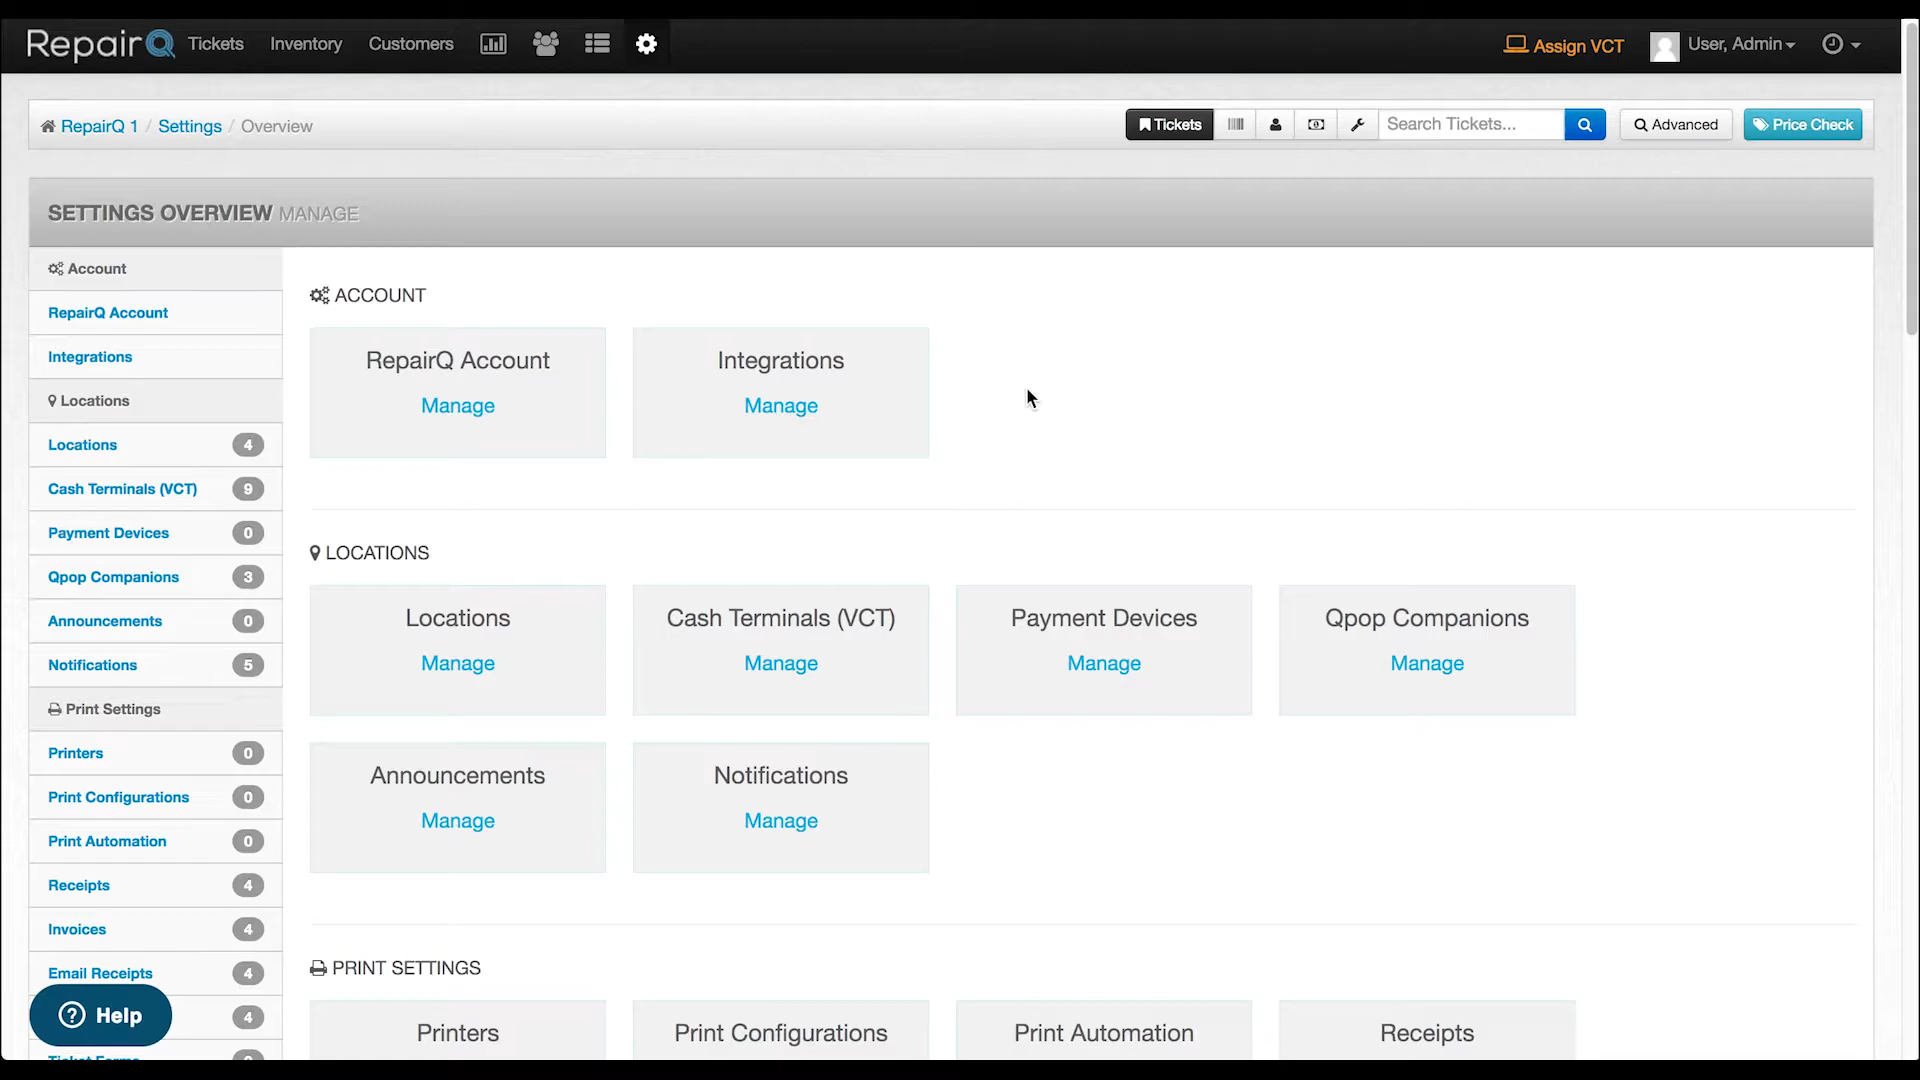 RepairQ Tickets Inventory Customers Assign VCT User, Admin
RepairQ 1 / Settings / Overview Tickets Search Tickets... Advanced Price Check
SETTINGS OVERVIEW MANAGE
Account
RepairQ Account
Integrations
Locations
Locations 4
Cash Terminals (VCT) 9
Payment Devices 0
Qpop Companions 3
Announcements 0
Notifications 5
Print Settings
Printers 0
Print Configurations 0
Print Automation 0
Receipts 4
Invoices 4
Email Receipts 4
4
Help
ACCOUNT
RepairQ Account Integrations
Manage Manage
LOCATIONS
Locations Cash Terminals (VCT) Payment Devices Qpop Companions
Manage Manage Manage Manage
Announcements Notifications
Manage Manage
PRINT SETTINGS
Printers Print Configurations Print Automation Receipts